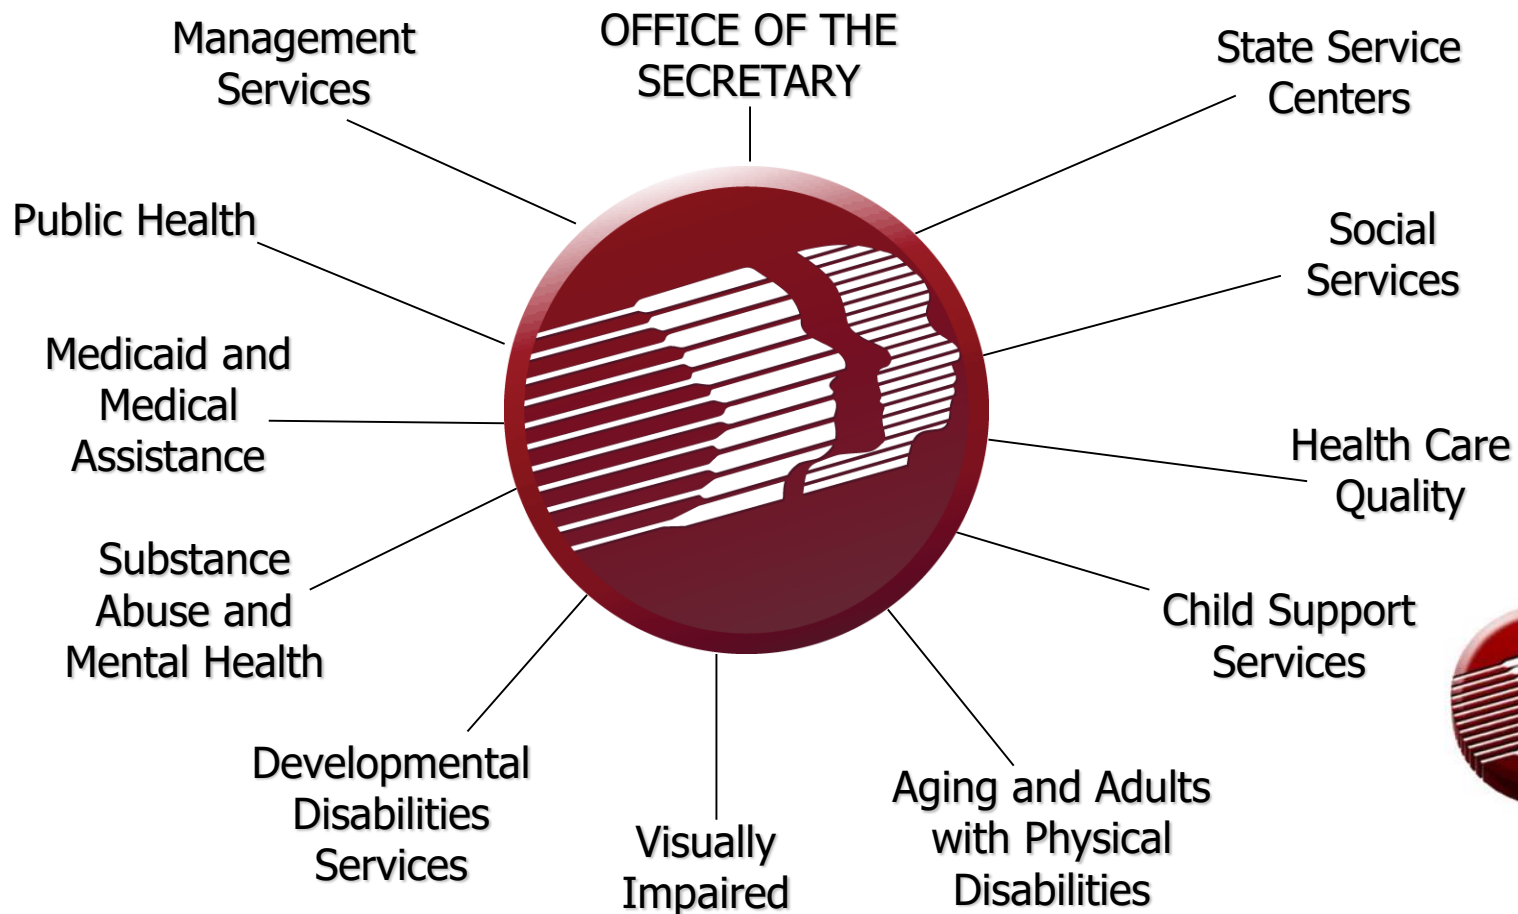 OFFICE OF THE
SECRETARY
State Service
Centers
Social
Services
Health Care
Quality
Child Support
Services
Aging and Adults
with Physical
Disabilities
Visually
Impaired
Developmental
Disabilities
Services
Substance
Abuse and
Mental Health
Medicaid and
Medical
Assistance
Public Health
Management
Services